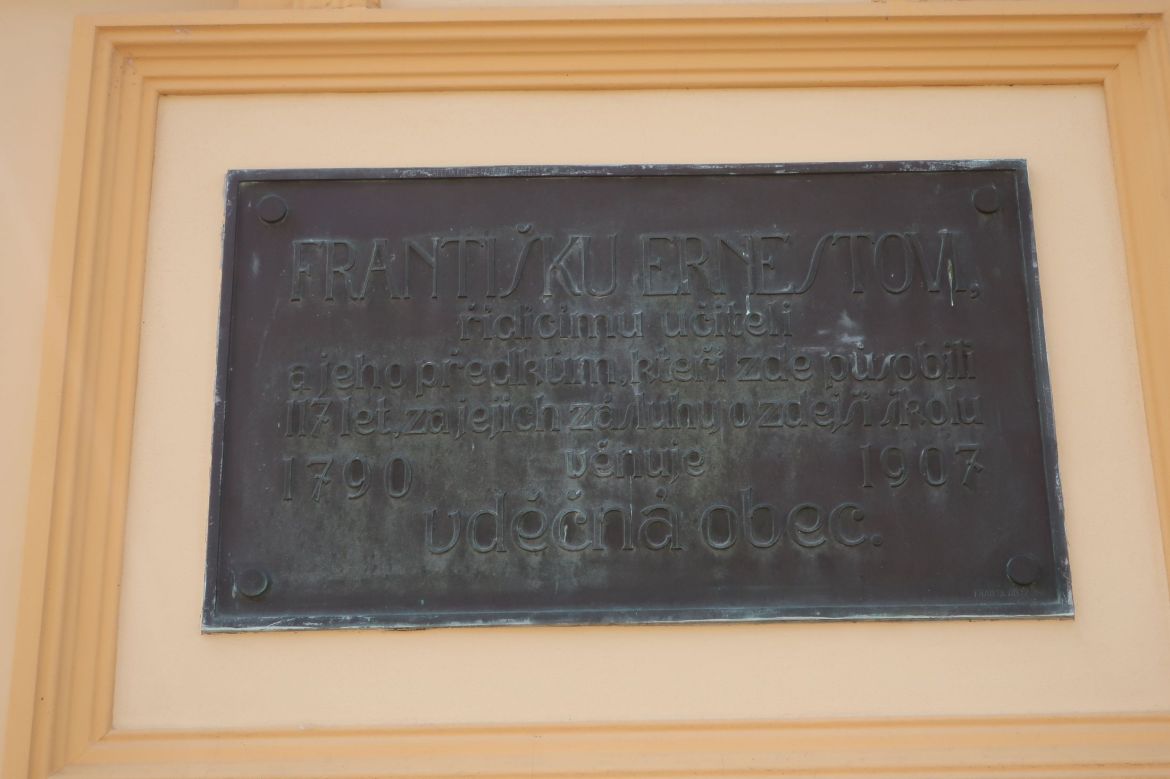 FRANTIŠKU ERNESTOVI,
řídícímu učiteli
a jeho předkům, kteří zde působili
117 let, za jejich zásluhy o zdejší školu
věnuje
1790 1907
vděčná obec.